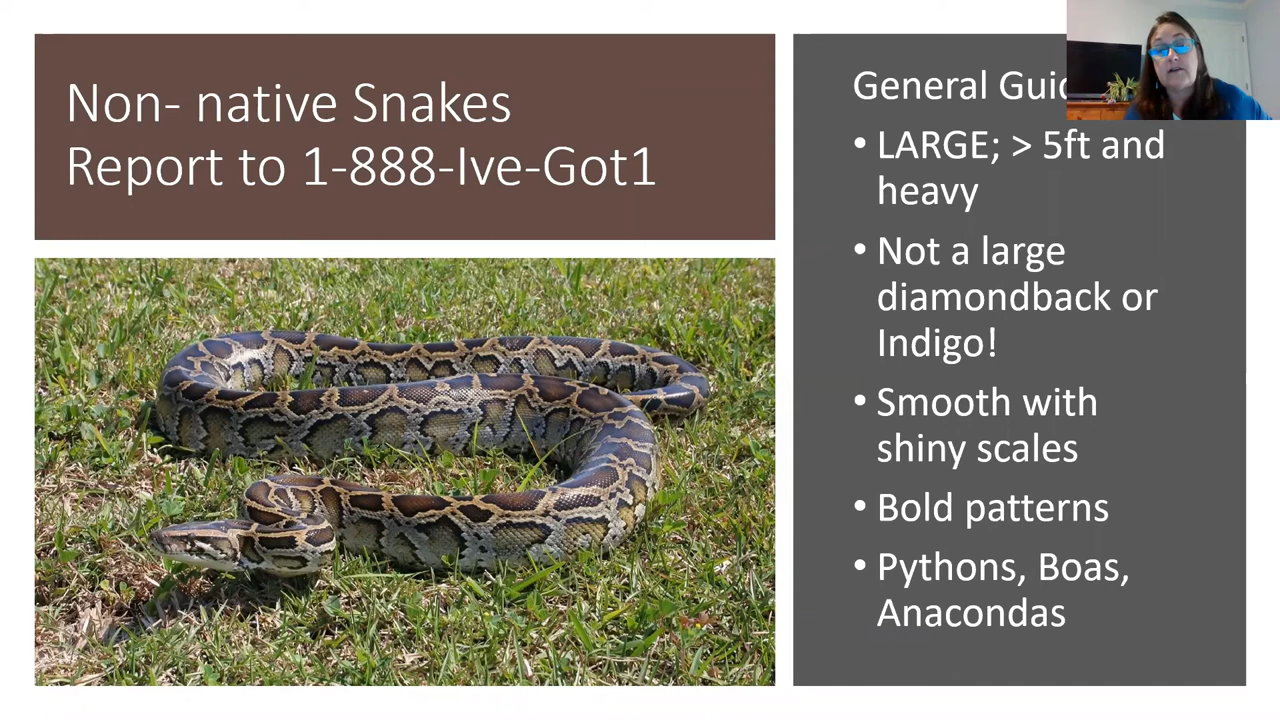 Non- native Snakes
Report to 1-888-Ive-Got1
General
• LARGE; > 5ft and
heavy
• Not a large
diamondback or
Indigo!
• Smooth with
shiny scales
• Bold patterns
• Pythons, Boas,
Anacondas